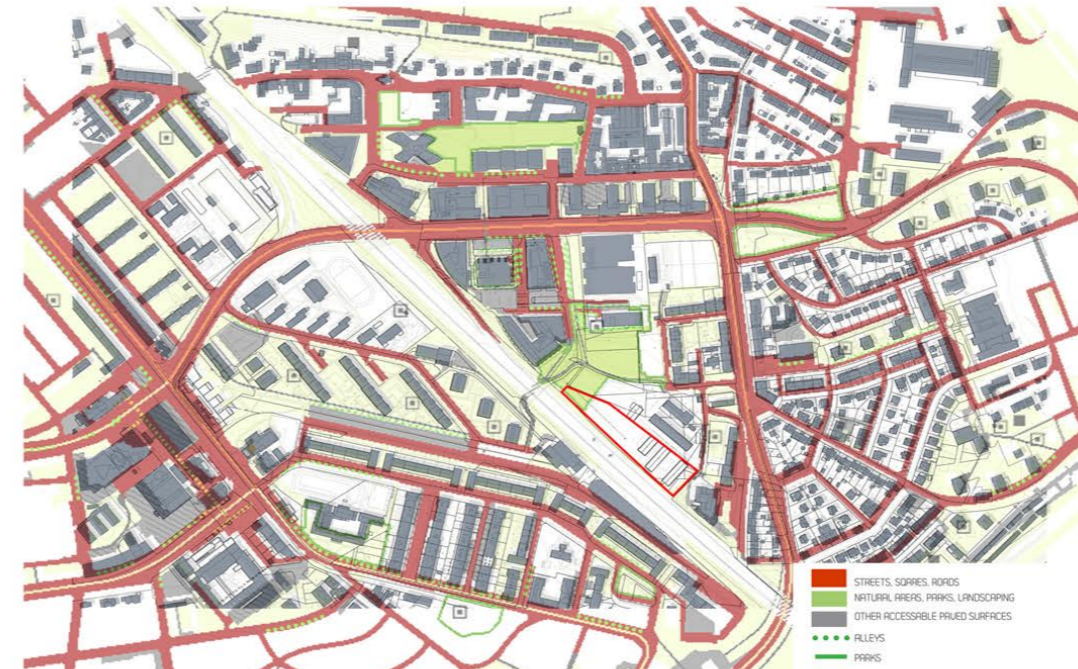 STREETS, SQARES, ROADS
NATURAL AREAS, PARKS, LANDSCAPING
OTHER ACCESSABLE PAVED SURFACES
ALLEYS
PARKS